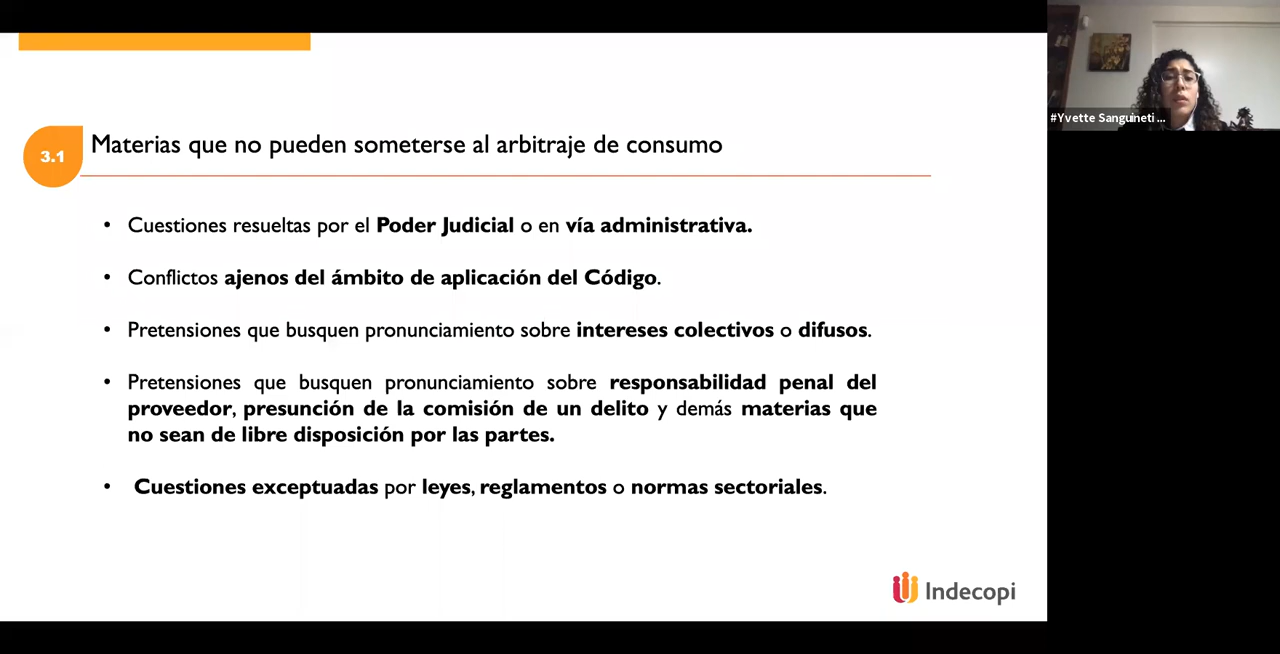 3.1
Materias que no pueden someterse al arbitraje de consumo
• Cuestiones resueltas por el Poder Judicial o en vía administrativa.
• Conflictos ajenos del ámbito de aplicación del Código.
• Pretensiones que busquen pronunciamiento sobre intereses colectivos o difusos.
• Pretensiones que busquen pronunciamiento sobre responsabilidad penal del
proveedor, presunción de la comisión de un delito y demás materias que
no sean de libre disposición por las partes.
• Cuestiones exceptuadas por leyes, reglamentos o normas sectoriales.
Indecopi
#Yvette Sanguineti ...